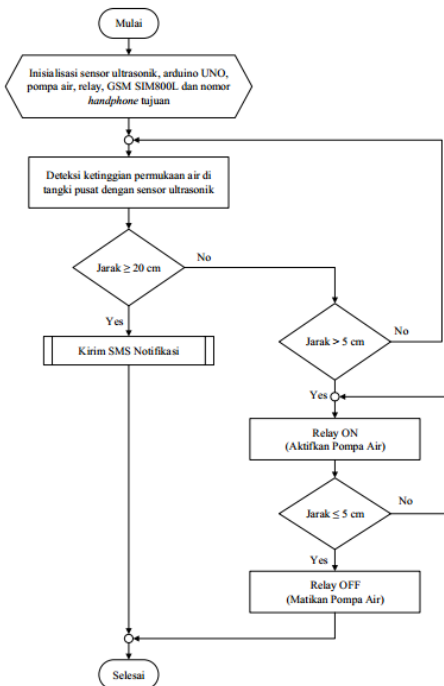 Mulai
Inisialisasi sensor ultrasonik, arduino UNO,
pompa air, relay, GSM SIM800L dan nomor
handphone tujuan
Deteksi ketinggian permukaan air di
tangki pusat dengan sensor ultrasonik
Jarak ≥ 20 cm
No
Yes
Kirim SMS Notifikasi
Jarak > 5 cm
No
Yes
Relay ON
(Aktifkan Pompa Air)
Jarak ≤ 5 cm
No
Yes
Relay OFF
(Matikan Pompa Air)
Selesai